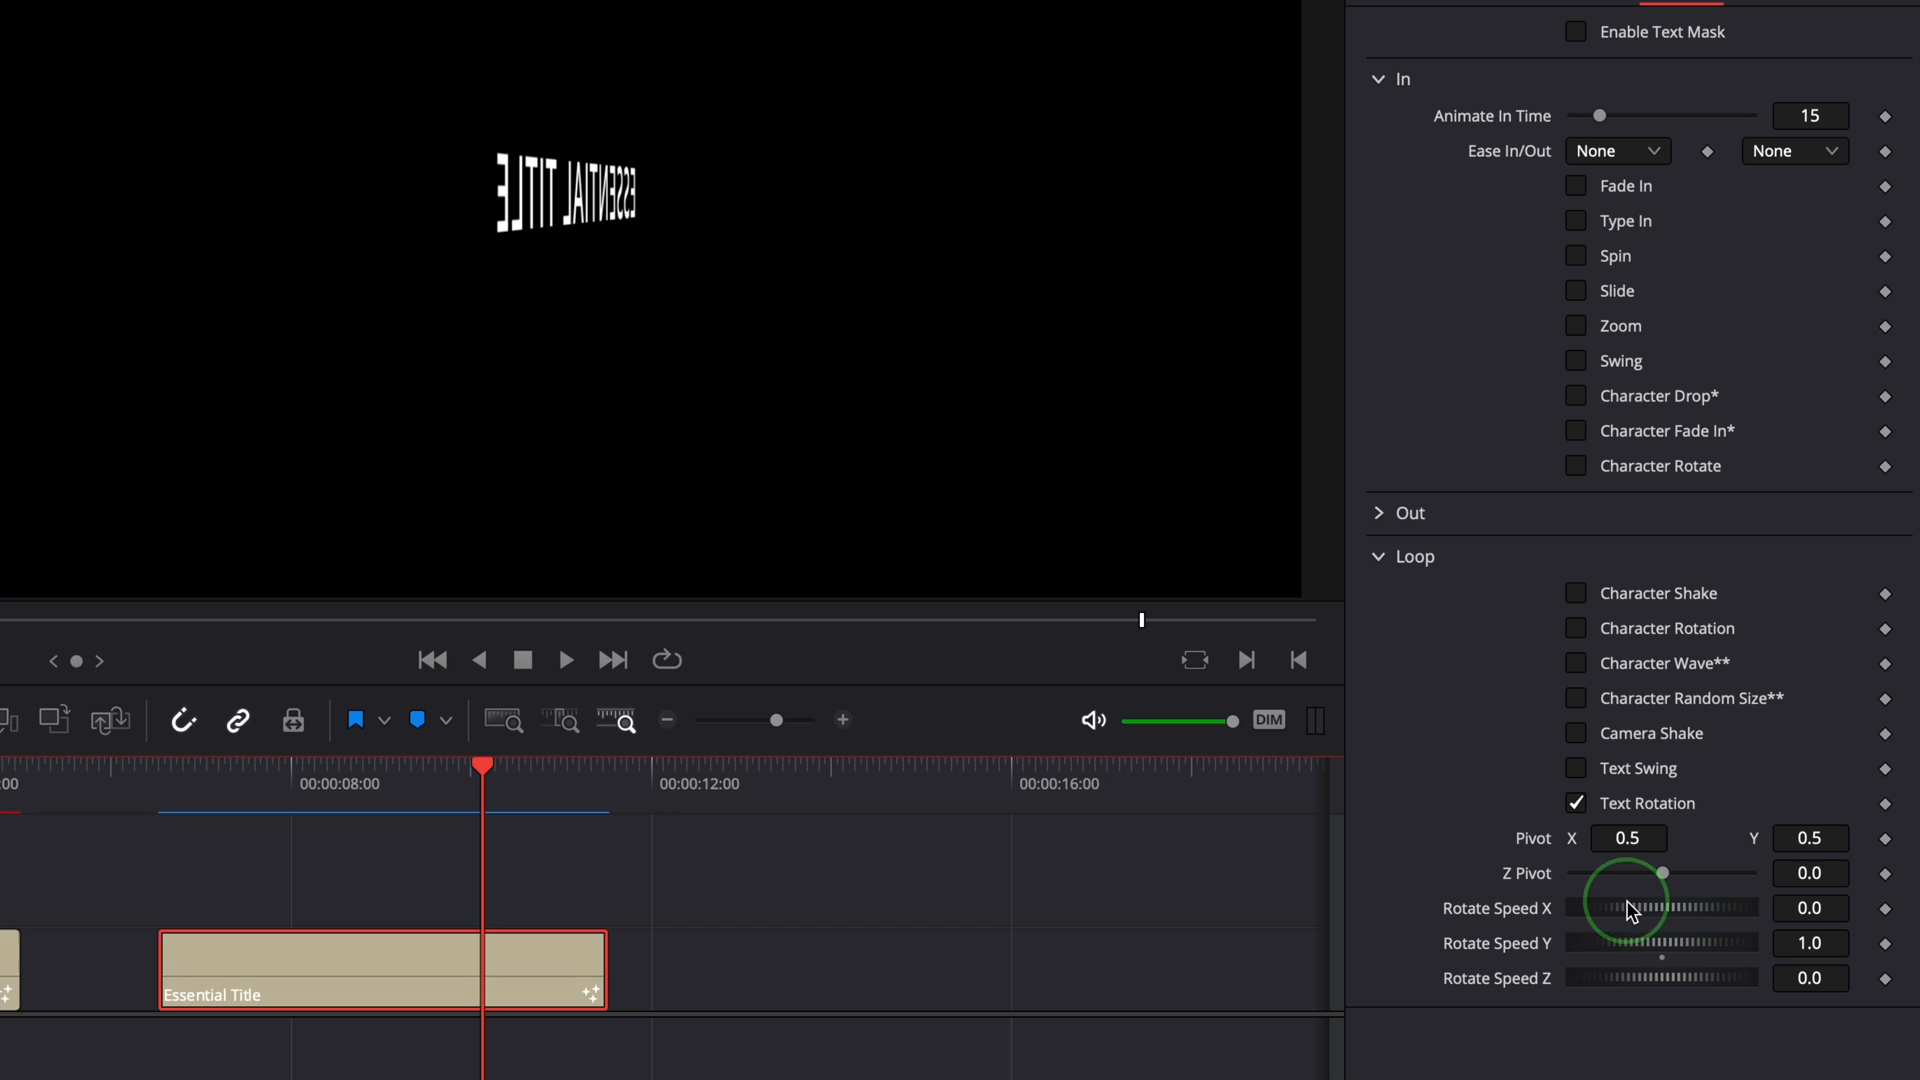 Enable Text Mask
In
Animate In Time 15
Ease In/Out None None
Fade In
Type In
Spin
Slide
Zoom
Swing
Character Drop*
Character Fade In*
Character Rotate
Out
Loop
Character Shake
Character Rotation
Character Wave**
Character Random Size**
Camera Shake
Text Swing
Text Rotation
Pivot X 0.5 Y 0.5
Z Pivot 0.0
Rotate Speed X 0.0
Rotate Speed Y 1.0
Rotate Speed Z 0.0
ESSENTIAL TITLE
DIM
:00 00:00:08:00 00:00:12:00 00:00:16:00
Essential Title